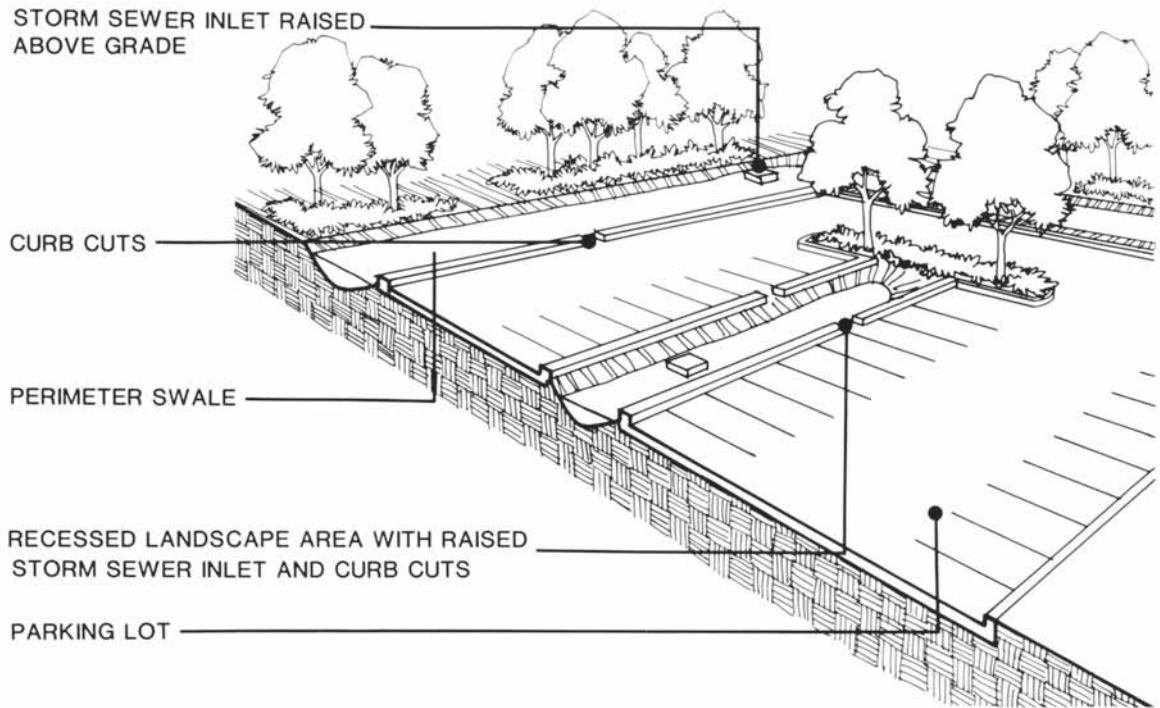 STORM SEWER INLET RAISED
ABOVE GRADE
CURB CUTS
PERIMETER SWALE
RECESSED LANDSCAPE AREA WITH RAISED
STORM SEWER INLET AND CURB CUTS
PARKING LOT